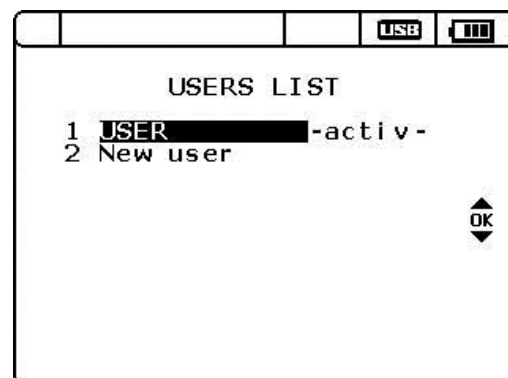 USB
USERS LIST
1 USER -activ-
2 New user
OK